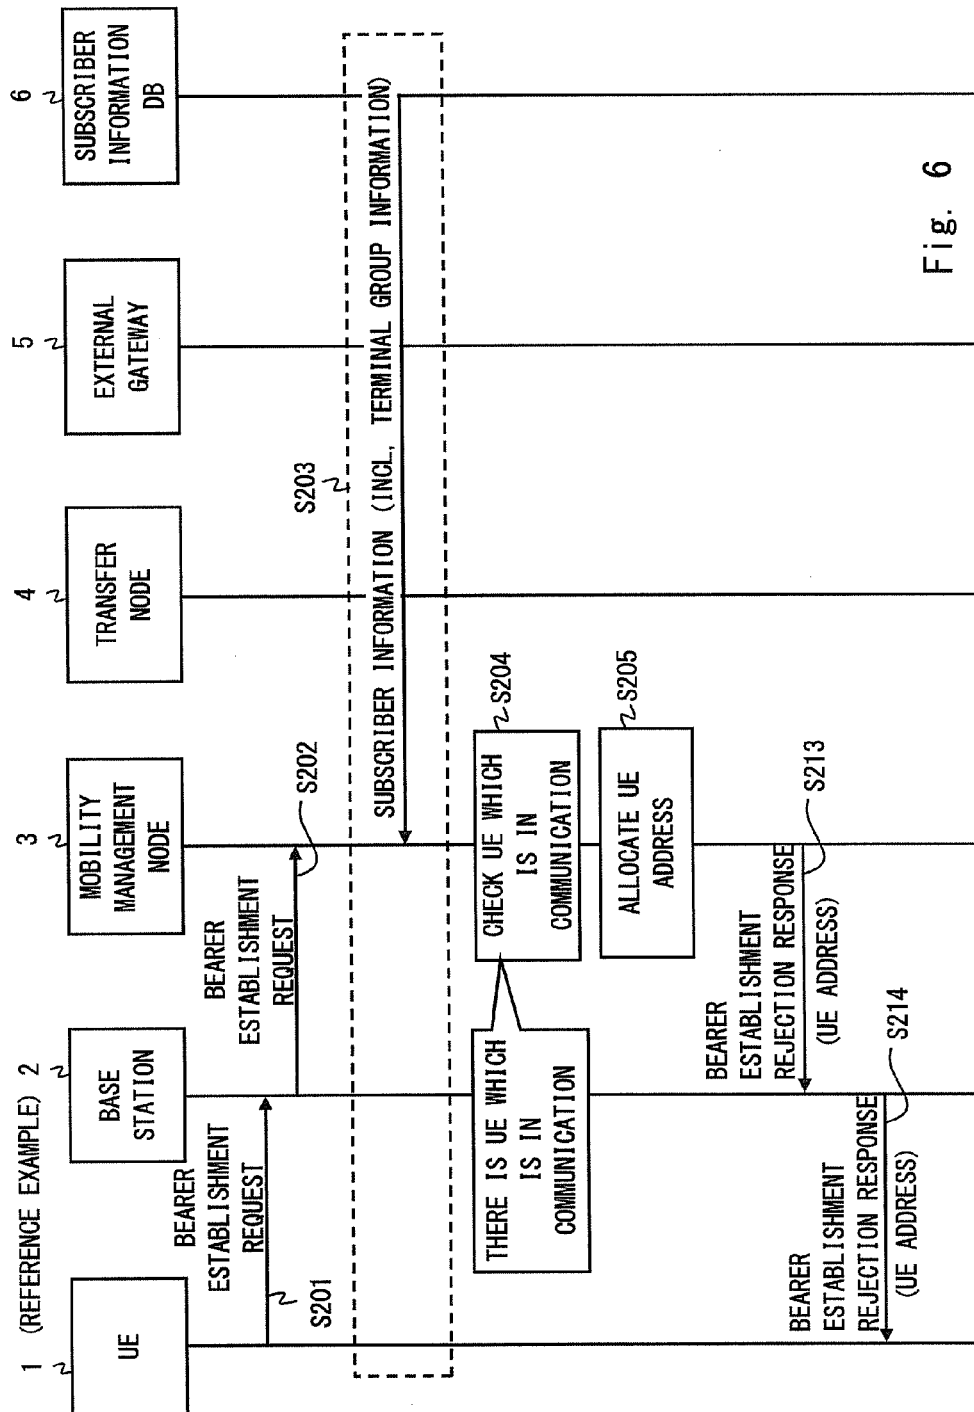 (REFERENCE EXAMPLE)
1
2
3
4
5
6
UE
BASE
STATION
MOBILITY
MANAGEMENT
NODE
TRANSFER
NODE
EXTERNAL
GATEWAY
SUBSCRIBER
INFORMATION
DB
BEARER
ESTABLISHMENT
REQUEST
S201
BEARER
ESTABLISHMENT
REQUEST
S202
S203
SUBSCRIBER INFORMATION (INCL, TERMINAL GROUP INFORMATION)
THERE IS UE WHICH
IS IN
COMMUNICATION
CHECK UE WHICH
IS IN
COMMUNICATION
S204
ALLOCATE UE
ADDRESS
S205
BEARER
ESTABLISHMENT
REJECTION RESPONSE
(UE ADDRESS)
S213
BEARER
ESTABLISHMENT
REJECTION RESPONSE
(UE ADDRESS)
S214
Fig. 6